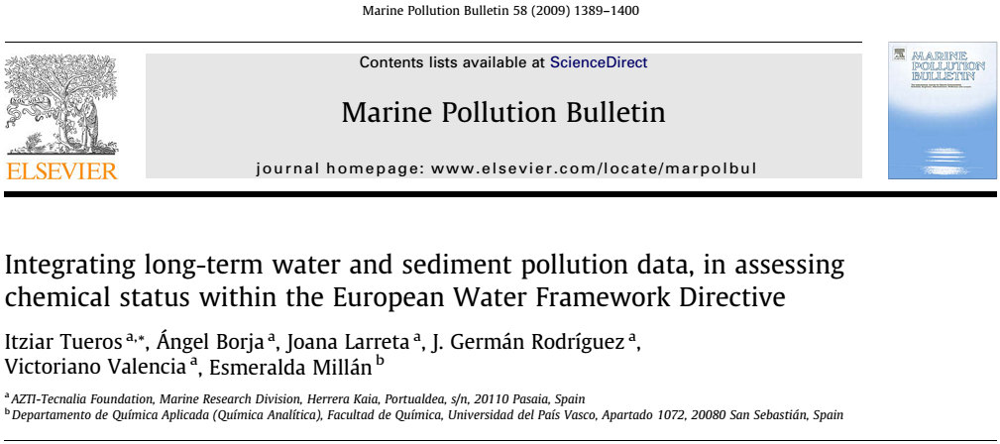 Marine Pollution Bulletin 58 (2009) 1389–1400
Contents lists available at ScienceDirect
Marine Pollution Bulletin
journal homepage: www.elsevier.com/locate/marpolbul
ELSEVIER
MARINE
POLLUTION
BULLETIN
Integrating long-term water and sediment pollution data, in assessing
chemical status within the European Water Framework Directive
Itziar Tueros a,*, Ángel Borja a, Joana Larreta a, J. Germán Rodríguez a,
Victoriano Valencia a, Esmeralda Millán b
a AZTI-Tecnalia Foundation, Marine Research Division, Herrera Kaia, Portualdea, s/n, 20110 Pasaia, Spain
b Departamento de Química Aplicada (Química Analítica), Facultad de Química, Universidad del País Vasco, Apartado 1072, 20080 San Sebastián, Spain